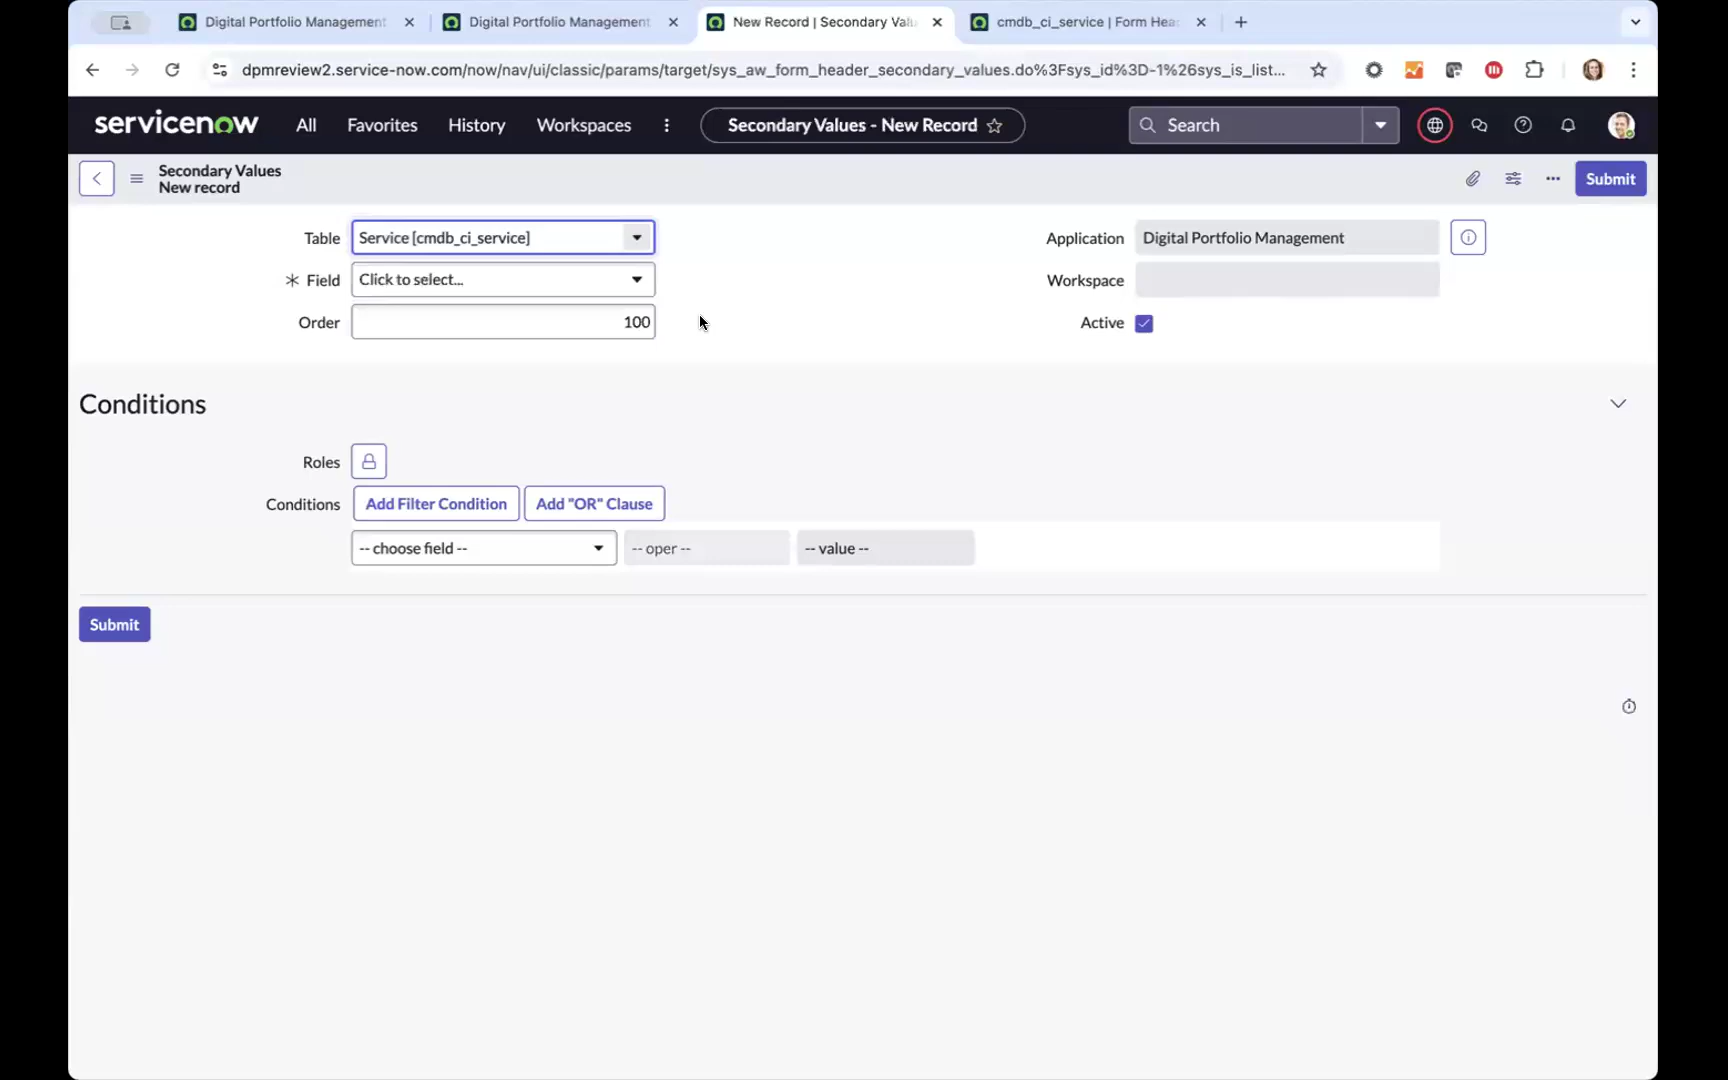 Digital Portfolio Management
Digital Portfolio Management
New Record | Secondary Valu
cmdb_ci_service | Form Hea
dpmreview2.service-now.com/now/nav/ui/classic/params/target/sys_aw_form_header_secondary_values.do%3Fsys_id%3D-1%26sys_is_list...
servicenow
All
Favorites
History
Workspaces
Secondary Values - New Record
Search
Secondary Values
New record
Submit
Table
Service [cmdb_ci_service]
Application
Digital Portfolio Management
Field
Click to select...
Workspace
Order
100
Active
Conditions
Roles
Conditions
Add Filter Condition
Add "OR" Clause
-- choose field --
-- oper --
-- value --
Submit